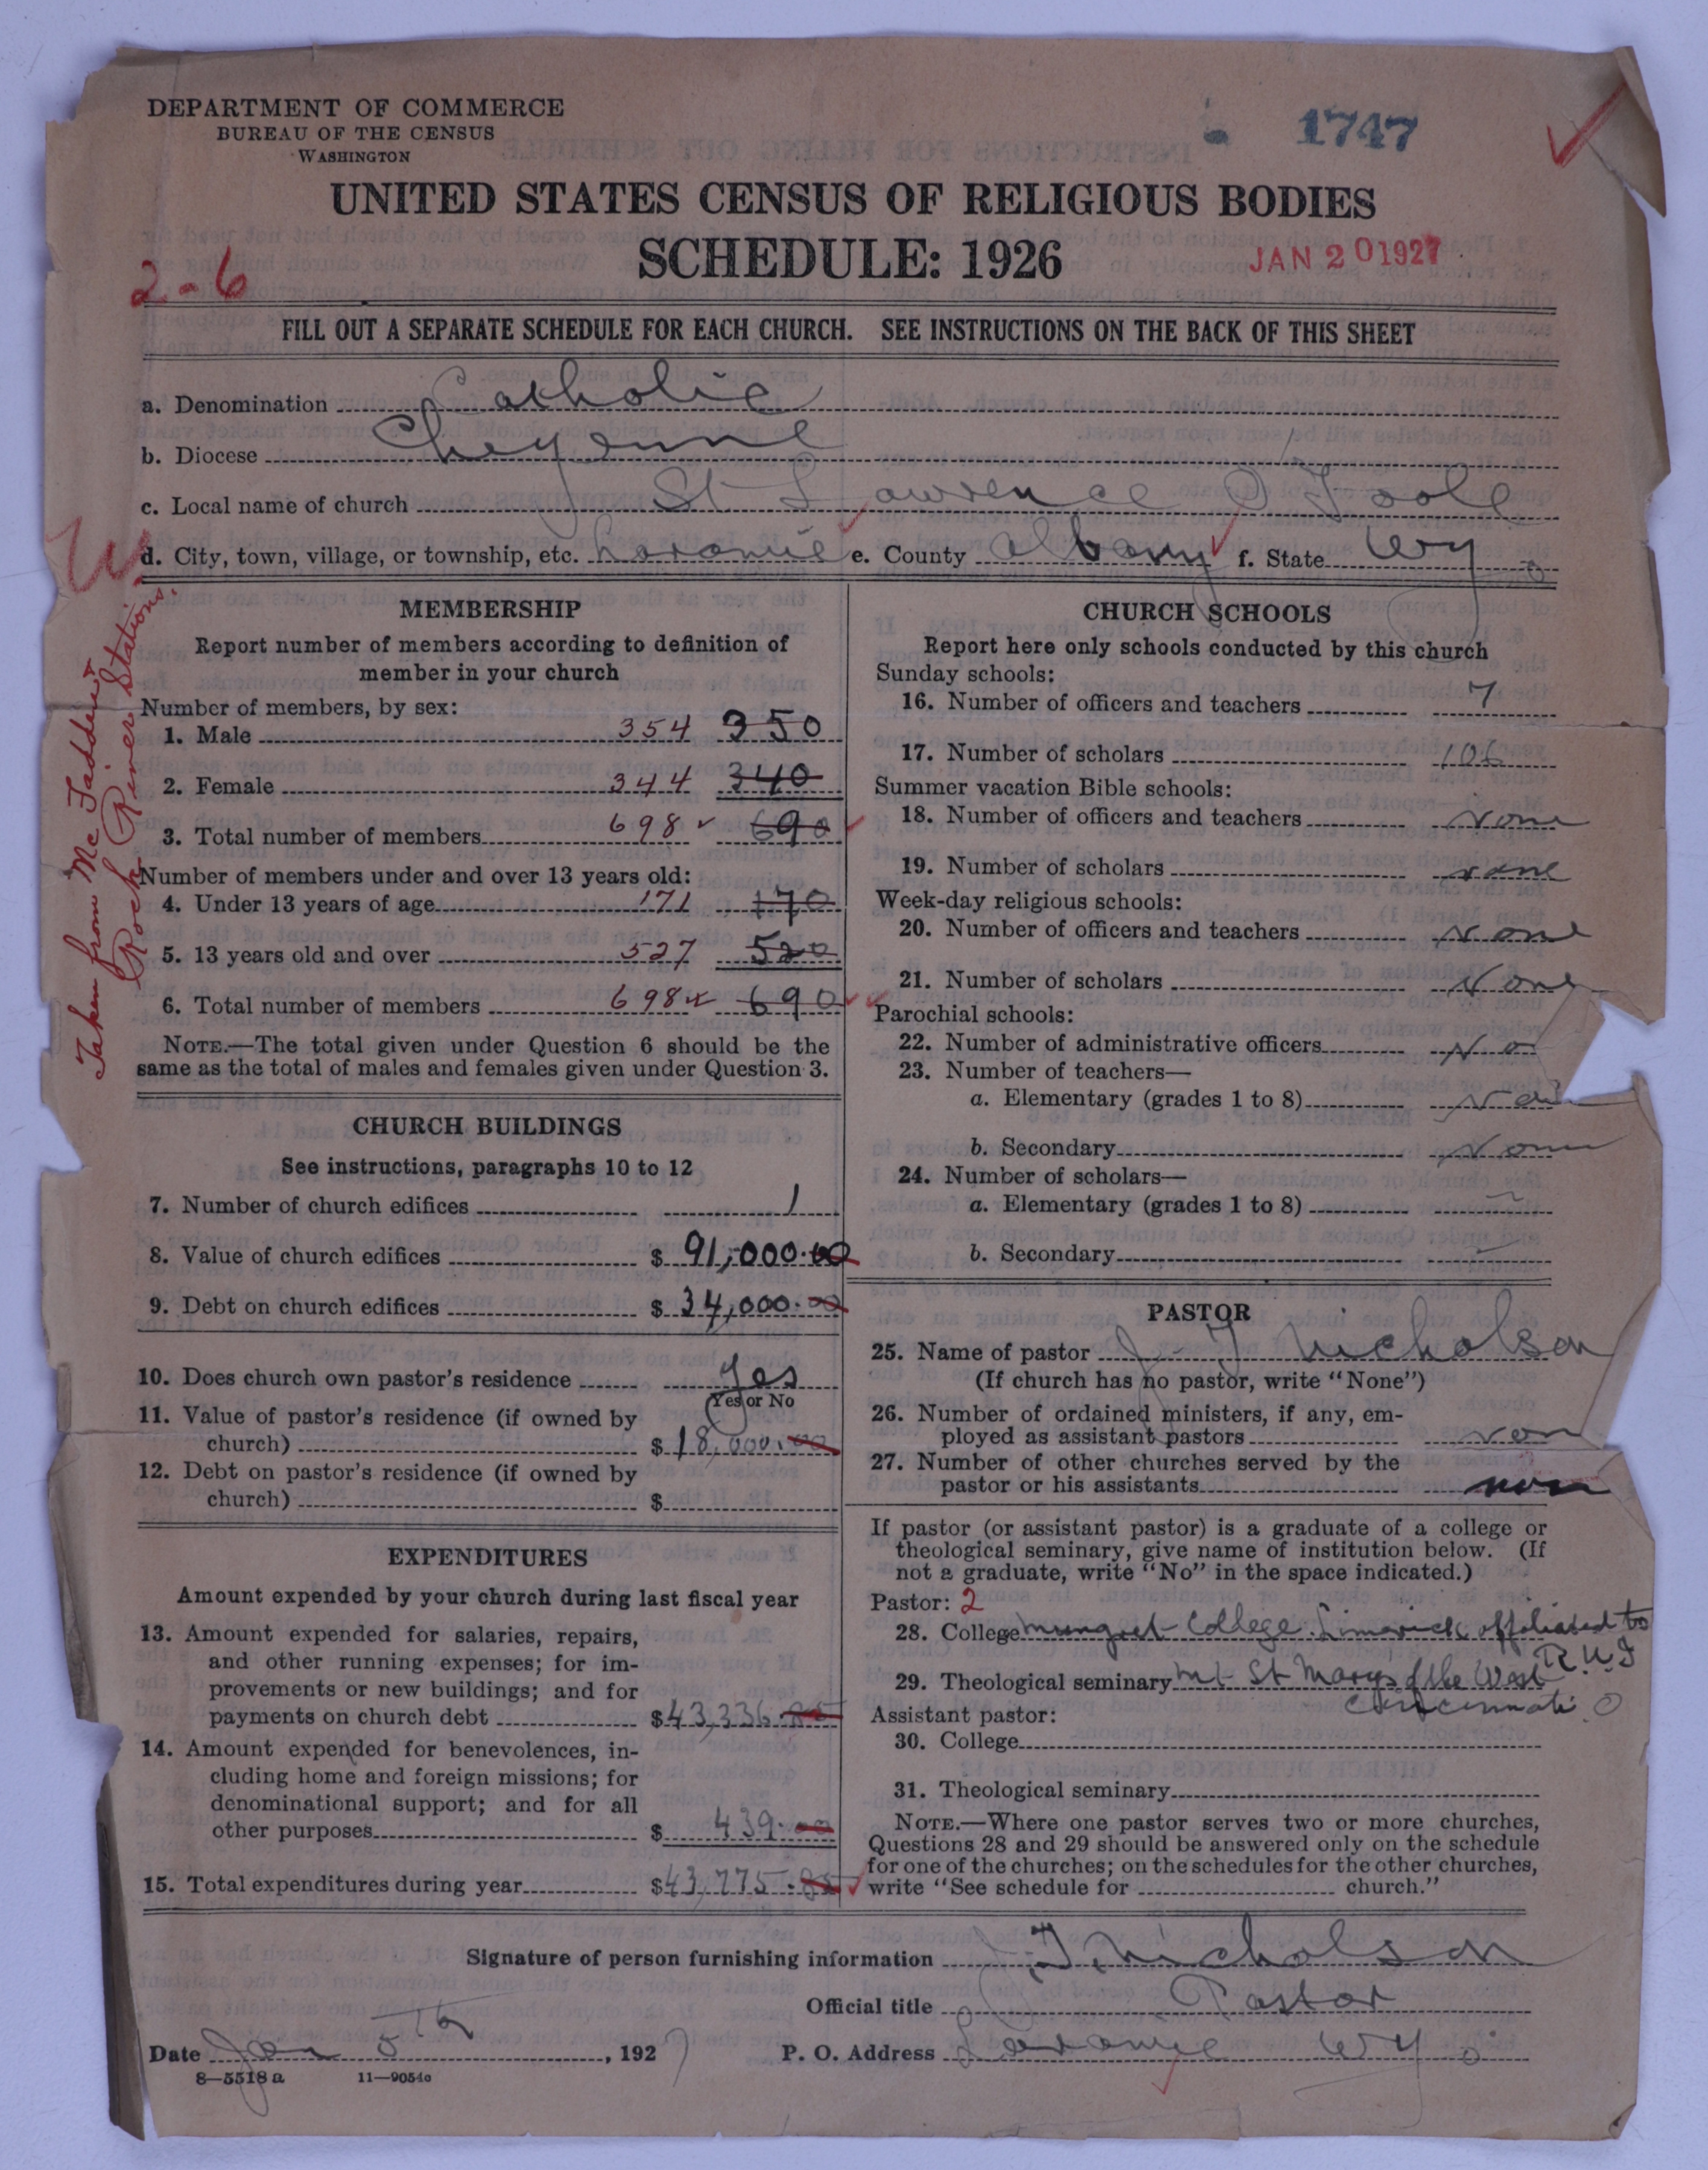 DEPARTMENT OF COMMERCE
BUREAU OF THE CENSUS
WASHINGTON
1747
UNITED STATES CENSUS OF RELIGIOUS BODIES
SCHEDULE: 1926
JAN 20 1927
2-6
FILL OUT A SEPARATE SCHEDULE FOR EACH CHURCH. SEE INSTRUCTIONS ON THE BACK OF THIS SHEET
a. Denomination Catholic
b. Diocese Cheyenne
c. Local name of church St Lawrence O'Toole
d. City, town, village, or township, etc. Laramie e. County Albany f. State Wyo
Taken from McFadden &
Rock River Stations.
MEMBERSHIP
Report number of members according to definition of
member in your church
Number of members, by sex:
1. Male 354 350
2. Female 344 340
3. Total number of members 698 690
Number of members under and over 13 years old:
4. Under 13 years of age 171 170
5. 13 years old and over 527 520
6. Total number of members 698 690
NOTE.—The total given under Question 6 should be the
same as the total of males and females given under Question 3.
CHURCH BUILDINGS
See instructions, paragraphs 10 to 12
7. Number of church edifices 1
8. Value of church edifices $ 91,000.00
9. Debt on church edifices $ 34,000.00
10. Does church own pastor's residence Yes
Yes or No
11. Value of pastor's residence (if owned by
church) $ 18,000.00
12. Debt on pastor's residence (if owned by
church) $
EXPENDITURES
Amount expended by your church during last fiscal year
13. Amount expended for salaries, repairs,
and other running expenses; for im-
provements or new buildings; and for
payments on church debt $43,336.85
14. Amount expended for benevolences, in-
cluding home and foreign missions; for
denominational support; and for all
other purposes $ 439.00
15. Total expenditures during year $43,775.85
CHURCH SCHOOLS
Report here only schools conducted by this church
Sunday schools:
16. Number of officers and teachers 7
17. Number of scholars 106
Summer vacation Bible schools:
18. Number of officers and teachers None
19. Number of scholars none
Week-day religious schools:
20. Number of officers and teachers None
21. Number of scholars None
Parochial schools:
22. Number of administrative officers No
23. Number of teachers—
a. Elementary (grades 1 to 8)
b. Secondary None
24. Number of scholars—
a. Elementary (grades 1 to 8) —
b. Secondary —
PASTOR
25. Name of pastor J. J. Nicholson
(If church has no pastor, write "None")
26. Number of ordained ministers, if any, em-
ployed as assistant pastors non
27. Number of other churches served by the
pastor or his assistants non
If pastor (or assistant pastor) is a graduate of a college or
theological seminary, give name of institution below. (If
not a graduate, write "No" in the space indicated.)
Pastor: 2
28. College Mungret College. Limerick affiliated to
R.U.I
29. Theological seminary Mt St Mary's of the West
Cincinnati. O
Assistant pastor:
30. College
31. Theological seminary
NOTE.—Where one pastor serves two or more churches,
Questions 28 and 29 should be answered only on the schedule
for one of the churches; on the schedules for the other churches,
write "See schedule for church."
Signature of person furnishing information J. J. Nicholson
Official title Pastor
Date Jan 5th, 1927 P. O. Address Laramie Wyo
8—5518a 11—9054a